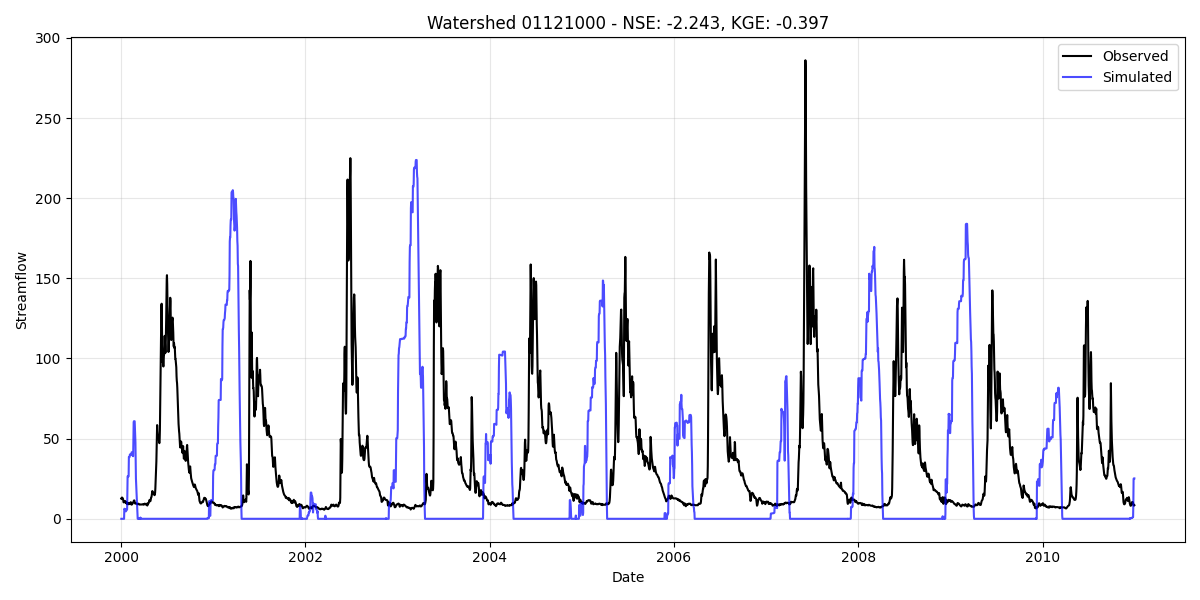 Watershed 01121000 - NSE: -2.243, KGE: -0.397
300
250
200
150
100
50
0
Streamflow
Observed
Simulated
2000 2002 2004 2006 2008 2010
Date